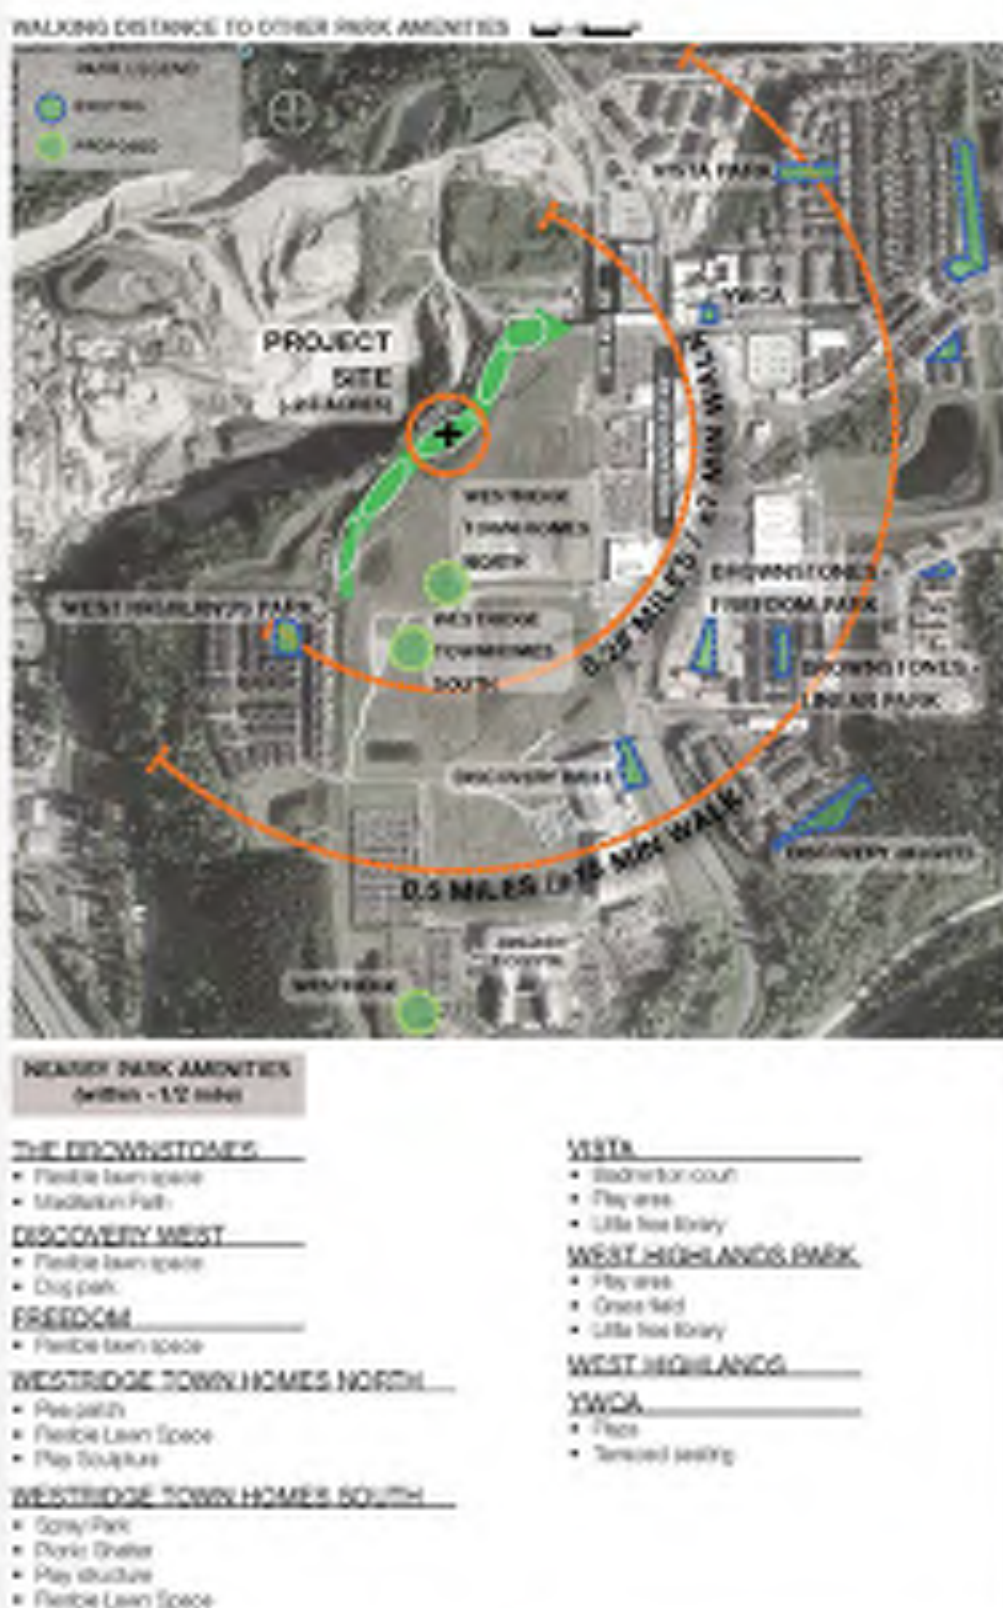 WALKING DISTANCE TO OTHER PARK AMENITIES
PARK LEGEND
EXISTING
PROPOSED
VISTA PARK
YWCA
PROJECT
SITE
WESTRIDGE
TOWNHOMES
NORTH
WEST HIGHLANDS PARK
WESTRIDGE
TOWNHOMES
SOUTH
BROWNSTONES -
FREEDOM PARK
BROWNSTONES -
LINEAR PARK
DISCOVERY WEST
DISCOVERY HEIGHTS
MIN WALK
MILES /
0.5 MILES
MIN WALK
WESTRIDGE
NEARBY PARK AMENITIES
(within ~1/2 mile)
THE BROWNSTONES
• Flexible lawn space
• Meditation Path
DISCOVERY WEST
• Flexible lawn space
• Dog park
FREEDOM
• Flexible lawn space
WESTRIDGE TOWN HOMES NORTH
• Pea patch
• Flexible Lawn Space
• Play Sculpture
WESTRIDGE TOWN HOMES SOUTH
• Spray Park
• Picnic Shelter
• Play structure
• Flexible Lawn Space
VISTA
• Badminton court
• Play area
• Little free library
WEST HIGHLANDS PARK
• Play area
• Grass field
• Little free library
WEST HIGHLANDS
YWCA
• Plaza
• Terraced seating